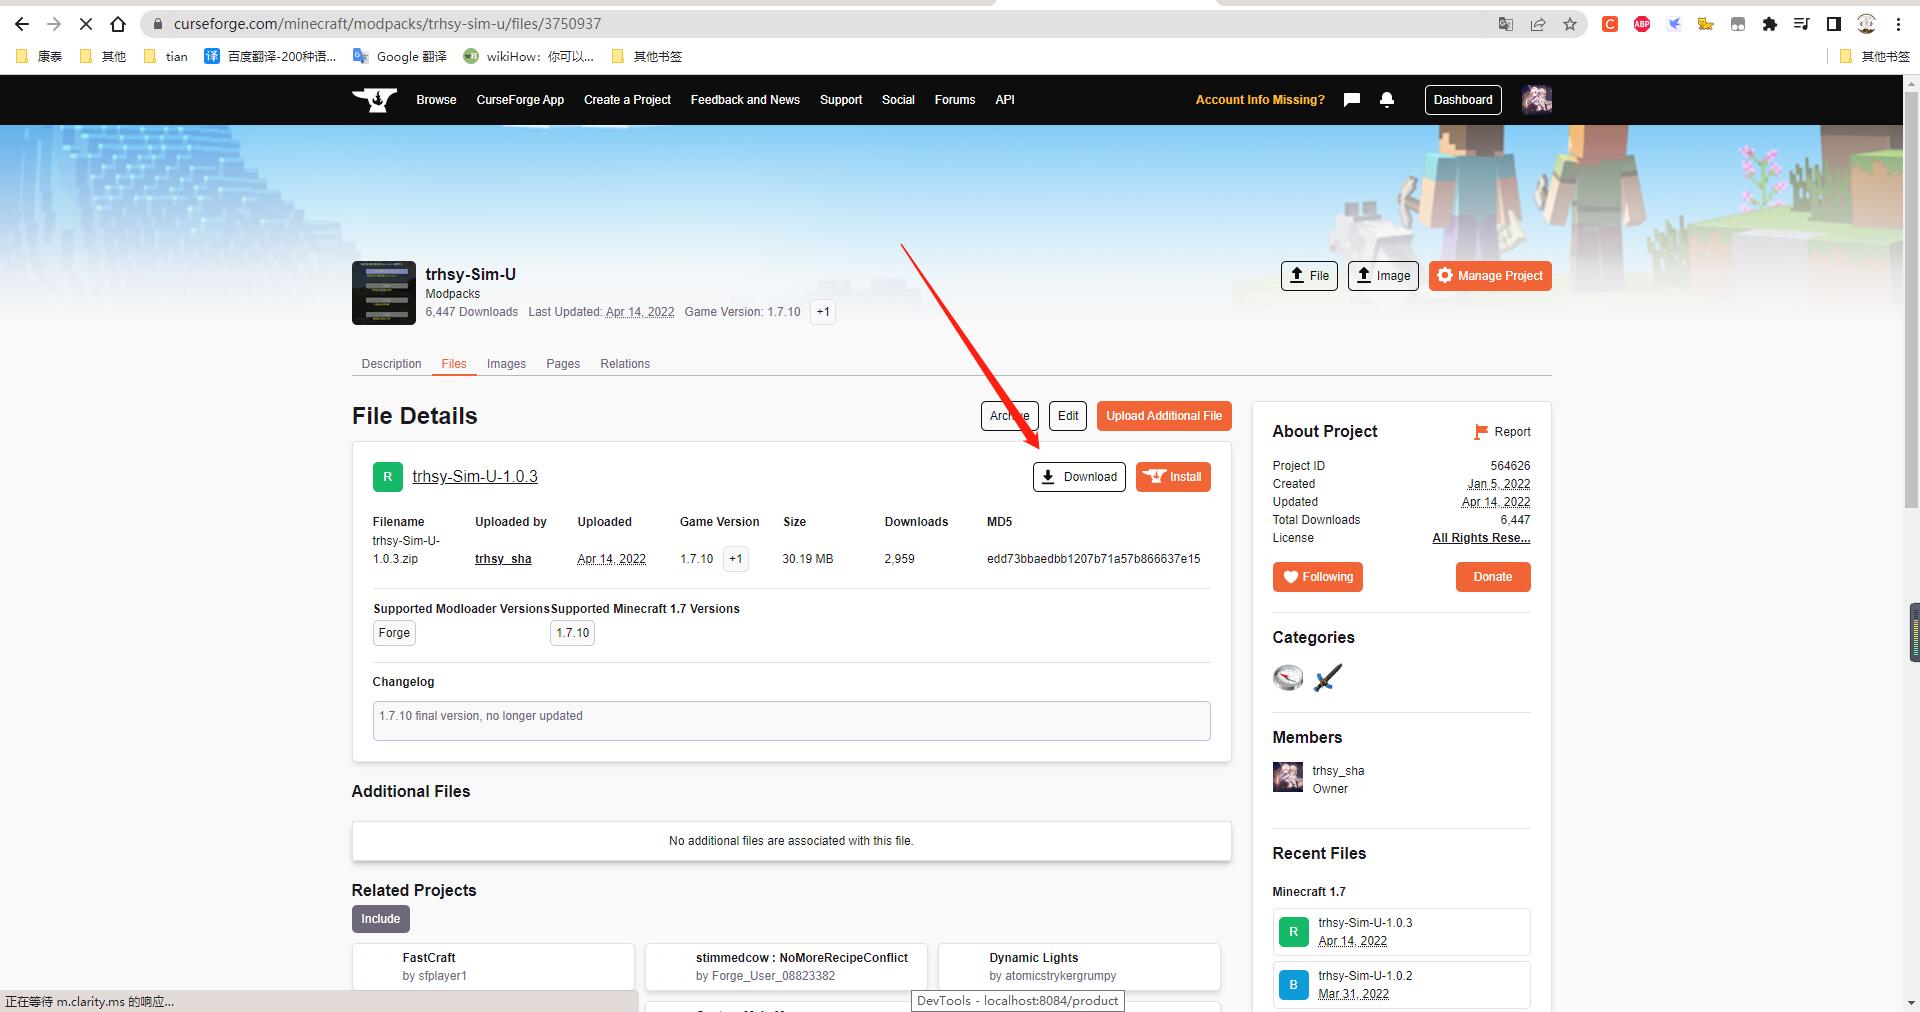 curseforge.com/minecraft/modpacks/trhsy-sim-u/files/3750937
康泰 其他 tian 百度翻译-200种语... Google 翻译 wikiHow：你可以... 其他书签 其他书签
Browse CurseForge App Create a Project Feedback and News Support Social Forums API Account Info Missing? Dashboard
trhsy-Sim-U
Modpacks
6,447 Downloads Last Updated: Apr 14, 2022 Game Version: 1.7.10 +1
File Image Manage Project
Description Files Images Pages Relations
File Details
Archive Edit Upload Additional File
R trhsy-Sim-U-1.0.3
Download Install
Filename Uploaded by Uploaded Game Version Size Downloads MD5
trhsy-Sim-U-
1.0.3.zip trhsy_sha Apr 14, 2022 1.7.10 +1 30.19 MB 2,959 edd73bbaedbb1207b71a57b866637e15
Supported Modloader Versions Supported Minecraft 1.7 Versions
Forge 1.7.10
Changelog
1.7.10 final version, no longer updated
Additional Files
No additional files are associated with this file.
Related Projects
Include
FastCraft
by sfplayer1
stimmedcow : NoMoreRecipeConflict
by Forge_User_08823382
Dynamic Lights
by atomicstrykergrumpy
About Project Report
Project ID 564626
Created Jan 5, 2022
Updated Apr 14, 2022
Total Downloads 6,447
License All Rights Rese...
Following Donate
Categories
Members
trhsy_sha
Owner
Recent Files
Minecraft 1.7
R trhsy-Sim-U-1.0.3
Apr 14, 2022
B trhsy-Sim-U-1.0.2
Mar 31, 2022
正在等待 m.clarity.ms 的响应...
DevTools - localhost:8084/product